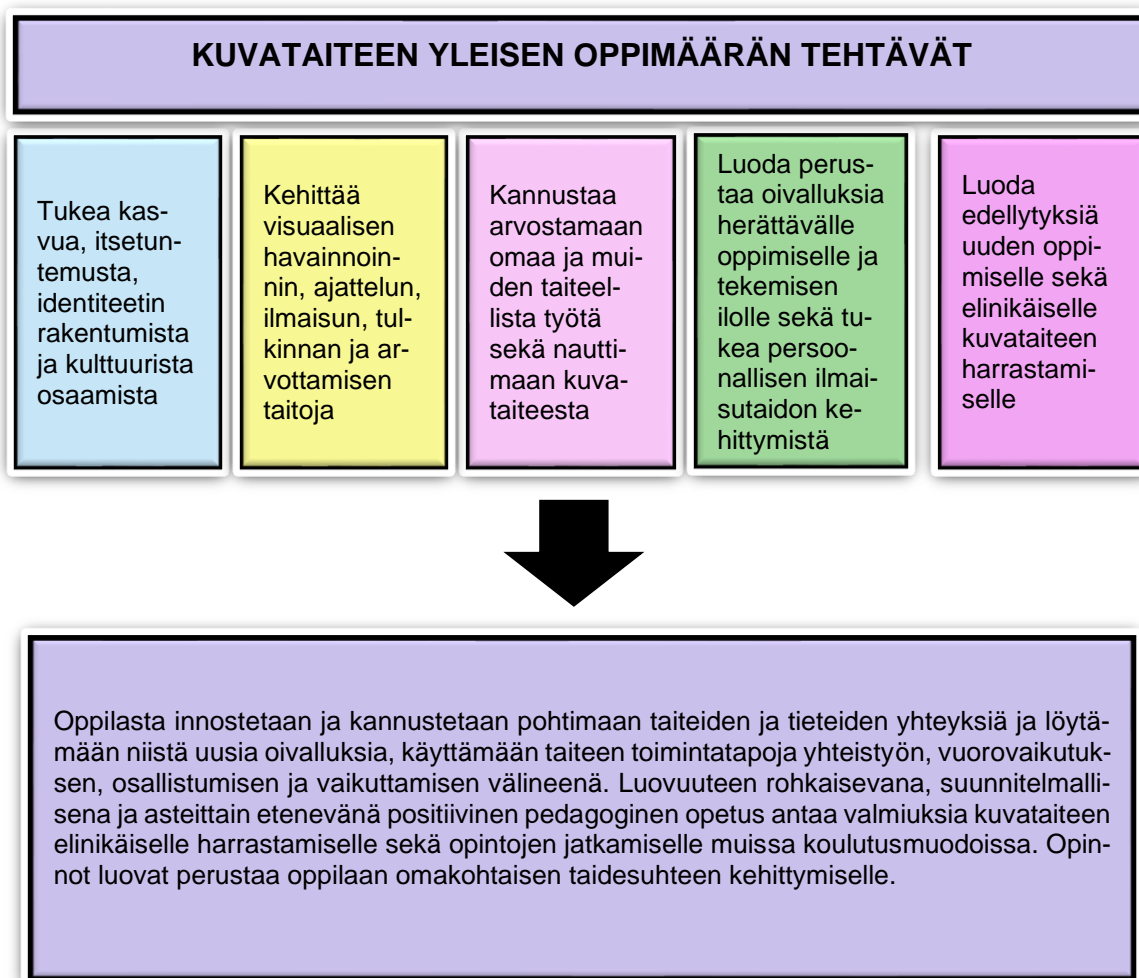 KUVATAITEEN YLEISEN OPPIMÄÄRÄN TEHTÄVÄT
Tukea kas-
vua, itsetun-
temusta,
identiteetin
rakentumista
ja kulttuurista
osaamista
Kehittää
visuaalisen
havainnoin-
nin, ajattelun,
ilmaisun, tul-
kinnan ja ar-
vottamisen
taitoja
Kannustaa
arvostamaan
omaa ja mui-
den taiteel-
lista työtä
sekä nautti-
maan kuva-
taiteesta
Luoda perus-
taa oivalluksia
herättävälle
oppimiselle ja
tekemisen
ilolle sekä tu-
kea persoo-
nallisen ilmai-
sutaidon ke-
hittymistä
Luoda
edellytyksiä
uuden oppi-
miselle sekä
elinikäiselle
kuvataiteen
harrastami-
selle
Oppilasta innostetaan ja kannustetaan pohtimaan taiteiden ja tieteiden yhteyksiä ja löytä-
mään niistä uusia oivalluksia, käyttämään taiteen toimintatapoja yhteistyön, vuorovaikutuk-
sen, osallistumisen ja vaikuttamisen välineenä. Luovuuteen rohkaisevana, suunnitelmalli-
sena ja asteittain etenevänä positiivinen pedagoginen opetus antaa valmiuksia kuvataiteen
elinikäiselle harrastamiselle sekä opintojen jatkamiselle muissa koulutusmuodoissa. Opin-
not luovat perustaa oppilaan omakohtaisen taidesuhteen kehittymiselle.